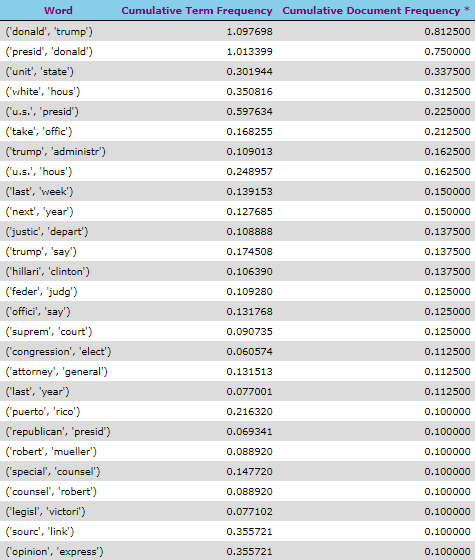 Word Cumulative Term Frequency Cumulative Document Frequency *
('donald', 'trump') 1.097698 0.812500
('presid', 'donald') 1.013399 0.750000
('unit', 'state') 0.301944 0.337500
('white', 'hous') 0.350816 0.312500
('u.s.', 'presid') 0.597634 0.225000
('take', 'offic') 0.168255 0.212500
('trump', 'administr') 0.109013 0.162500
('u.s.', 'hous') 0.248957 0.162500
('last', 'week') 0.139153 0.150000
('next', 'year') 0.127685 0.150000
('justic', 'depart') 0.108888 0.137500
('trump', 'say') 0.174508 0.137500
('hillari', 'clinton') 0.106390 0.137500
('feder', 'judg') 0.109280 0.125000
('offici', 'say') 0.131768 0.125000
('suprem', 'court') 0.090735 0.125000
('congression', 'elect') 0.060574 0.112500
('attorney', 'general') 0.131513 0.112500
('last', 'year') 0.077001 0.112500
('puerto', 'rico') 0.216320 0.100000
('republican', 'presid') 0.069341 0.100000
('robert', 'mueller') 0.088920 0.100000
('special', 'counsel') 0.147720 0.100000
('counsel', 'robert') 0.088920 0.100000
('legisl', 'victori') 0.077102 0.100000
('sourc', 'link') 0.355721 0.100000
('opinion', 'express') 0.355721 0.100000